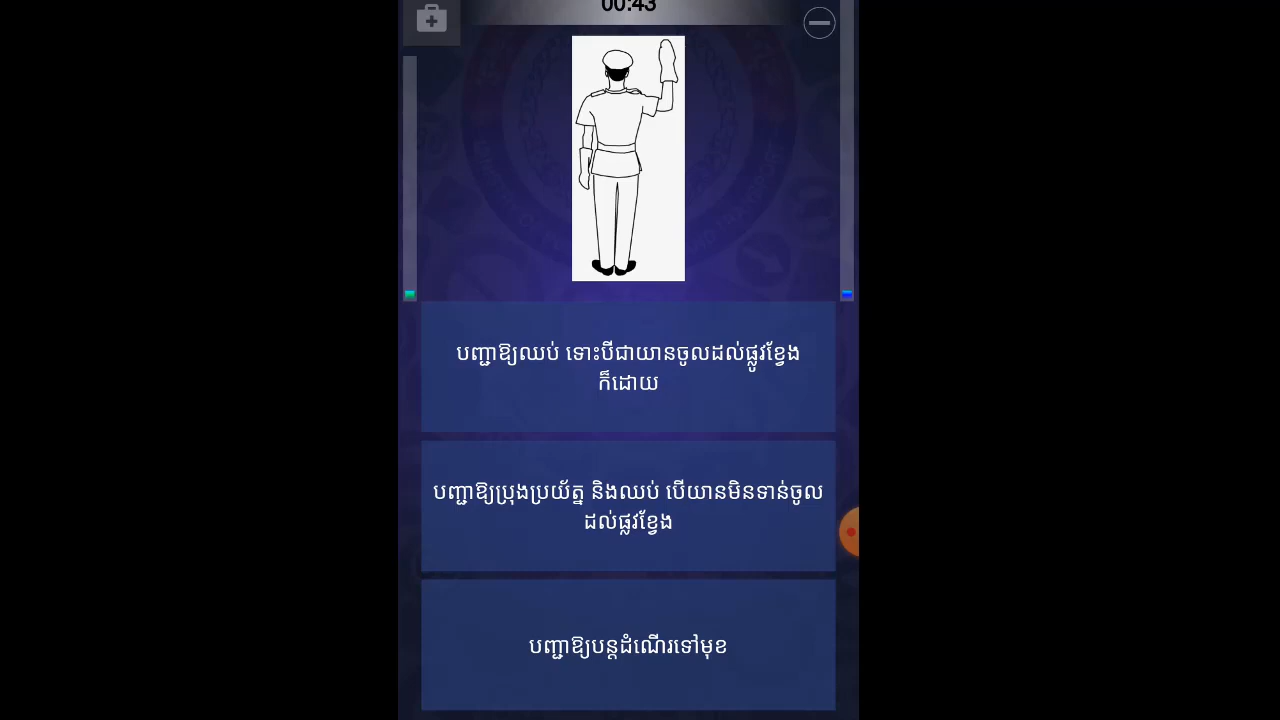 00:43
បញ្ជាឱ្យឈប់ ទោះបីជាយានចូលដល់ផ្លូវខ្វែង
ក៏ដោយ
បញ្ជាឱ្យប្រុងប្រយ័ត្ន និងឈប់ បើយានមិនទាន់ចូល
ដល់ផ្លូវខ្វែង
បញ្ជាឱ្យបន្តដំណើរទៅមុខ